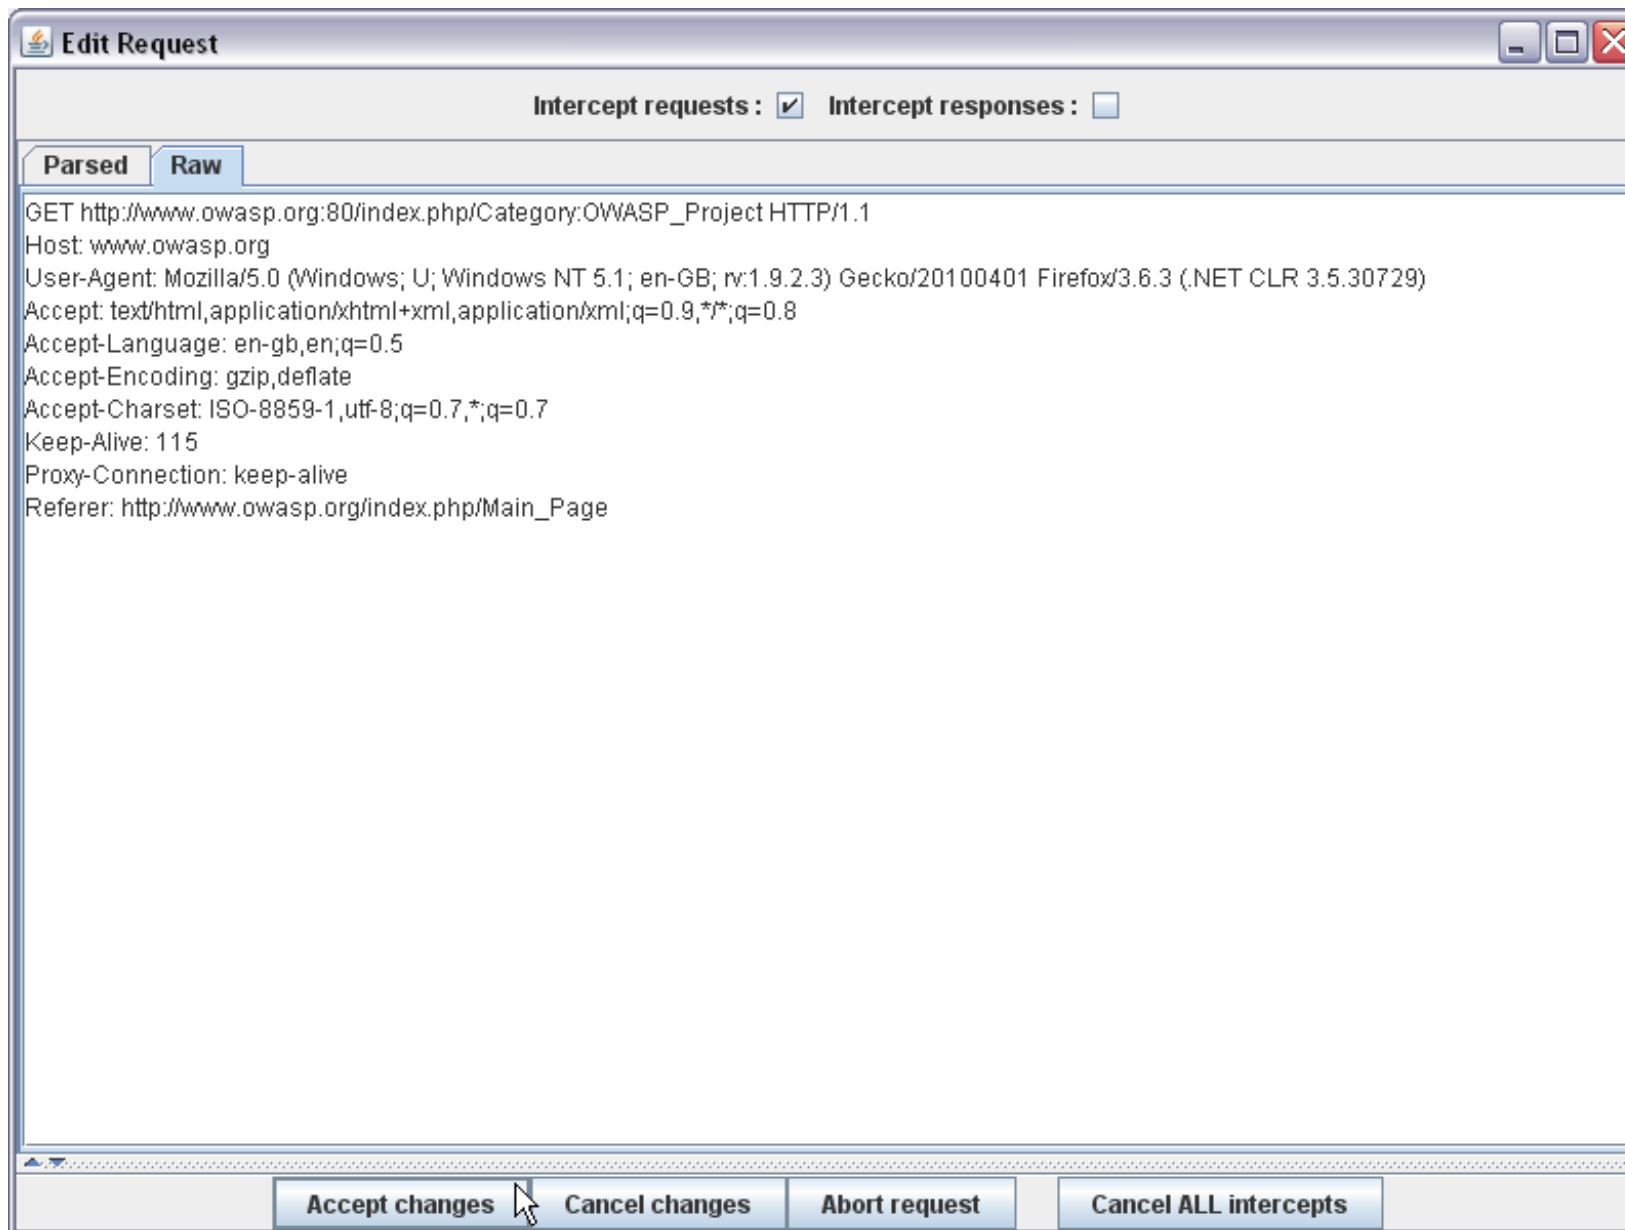 Edit Request
Intercept requests : Intercept responses :
Parsed Raw
GET http://www.owasp.org:80/index.php/Category:OWASP_Project HTTP/1.1
Host: www.owasp.org
User-Agent: Mozilla/5.0 (Windows; U; Windows NT 5.1; en-GB; rv:1.9.2.3) Gecko/20100401 Firefox/3.6.3 (.NET CLR 3.5.30729)
Accept: text/html,application/xhtml+xml,application/xml;q=0.9,*/*;q=0.8
Accept-Language: en-gb,en;q=0.5
Accept-Encoding: gzip,deflate
Accept-Charset: ISO-8859-1,utf-8;q=0.7,*;q=0.7
Keep-Alive: 115
Proxy-Connection: keep-alive
Referer: http://www.owasp.org/index.php/Main_Page
Accept changes Cancel changes Abort request Cancel ALL intercepts